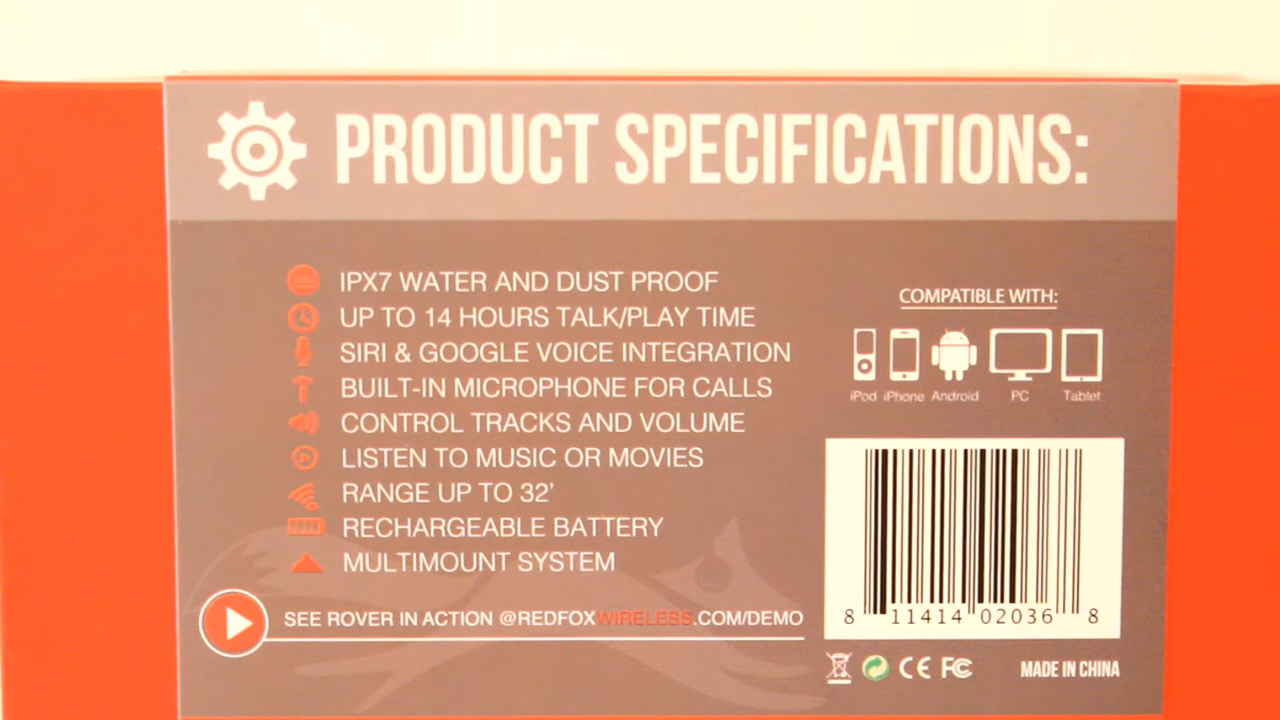 PRODUCT SPECIFICATIONS:
IPX7 WATER AND DUST PROOF
UP TO 14 HOURS TALK/PLAY TIME
SIRI & GOOGLE VOICE INTEGRATION
BUILT-IN MICROPHONE FOR CALLS
CONTROL TRACKS AND VOLUME
LISTEN TO MUSIC OR MOVIES
RANGE UP TO 32'
RECHARGEABLE BATTERY
MULTIMOUNT SYSTEM
SEE ROVER IN ACTION @REDFOXWIRELESS.COM/DEMO
COMPATIBLE WITH:
iPod iPhone Android PC Tablet
8 11414 02036 8
CE FC MADE IN CHINA